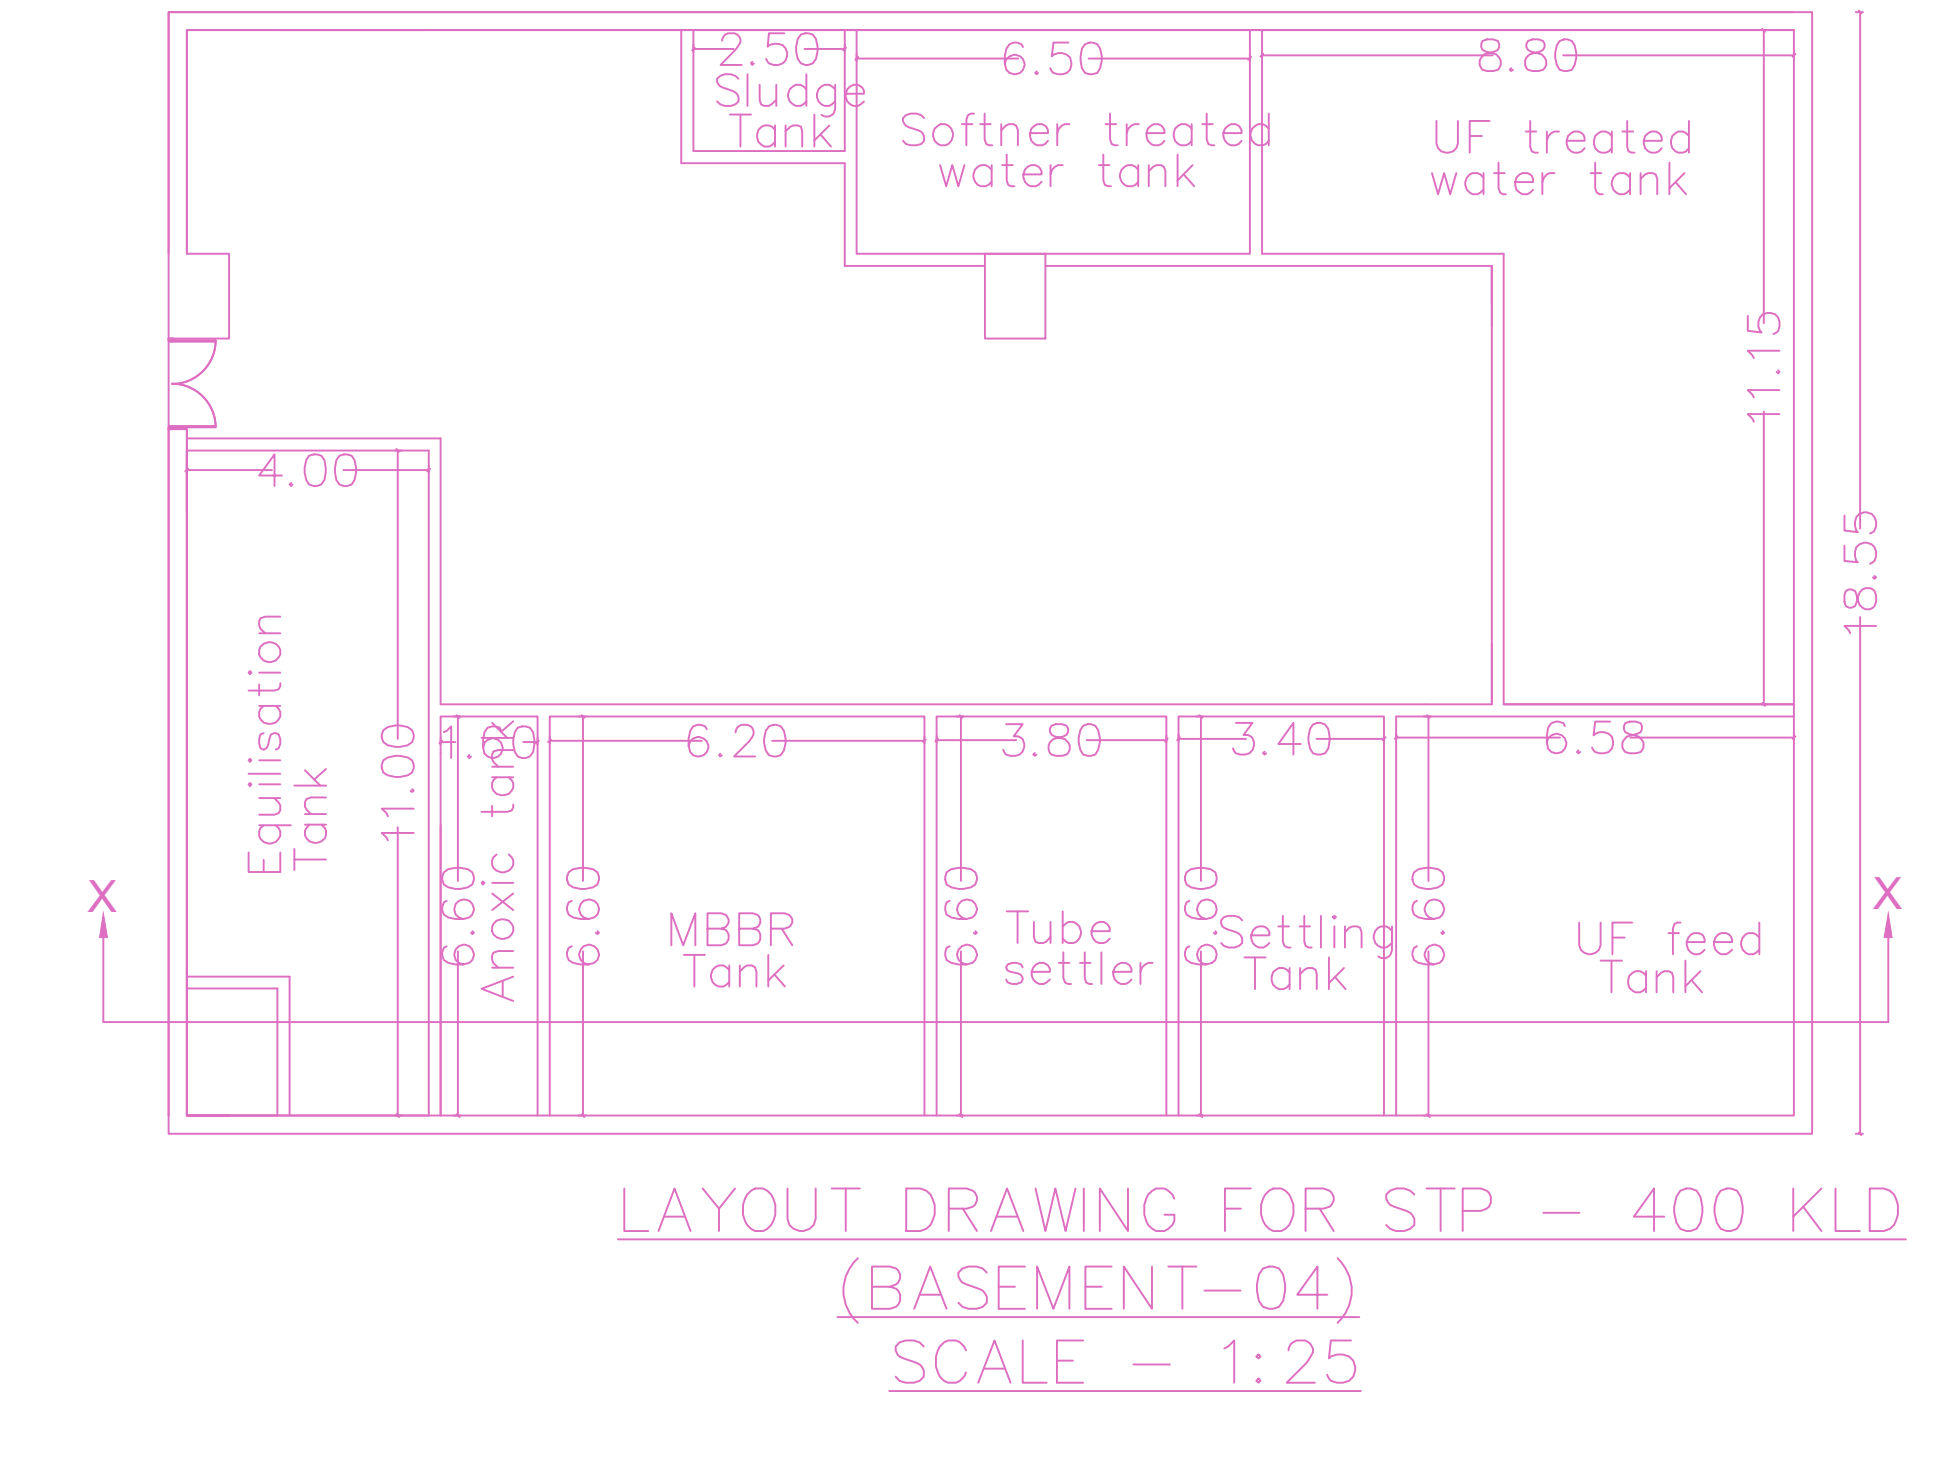 2.50
Sludge
Tank
6.50
Softner treated
water tank
8.80
UF treated
water tank
11.15
18.55
4.00
Equilisation
Tank
11.00
1.00
6.60
Anoxic tank
6.20
6.60
MBBR
Tank
3.80
6.60
Tube
settler
3.40
6.60
Settling
Tank
6.58
6.60
UF feed
Tank
X
X
LAYOUT DRAWING FOR STP - 400 KLD
(BASEMENT-04)
SCALE - 1:25